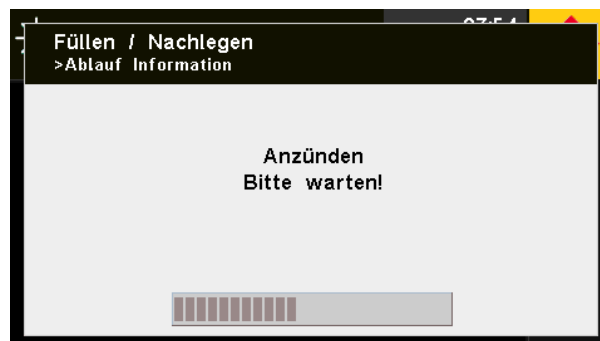 Füllen / Nachlegen
>Ablauf Information
Anzünden
Bitte warten!